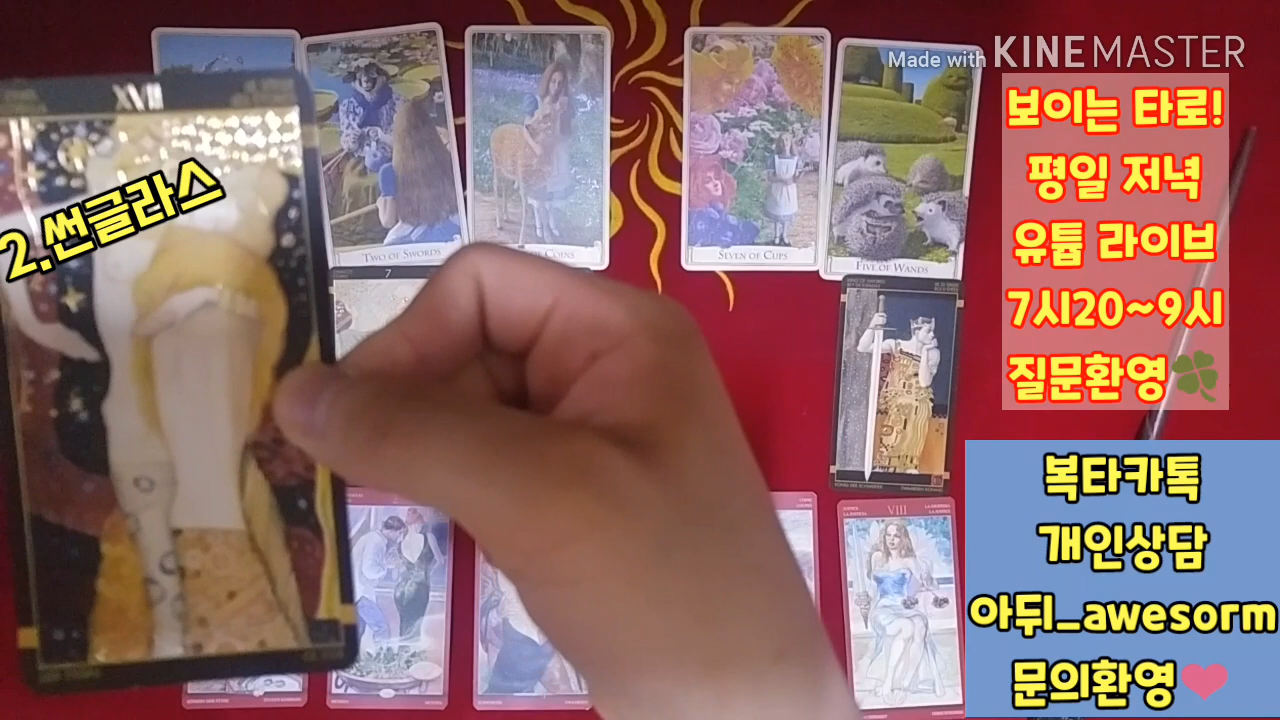 Made with KINEMASTER
보이는 타로!
평일 저녁
유튭 라이브
7시20~9시
질문환영🍀
XVII
2,썬글라스
TWO OF SWORDS
COINS
SEVEN OF CUPS
FIVE OF WANDS
7
VIII
복타카톡
개인상담
아뒤_awesorm
문의환영❤